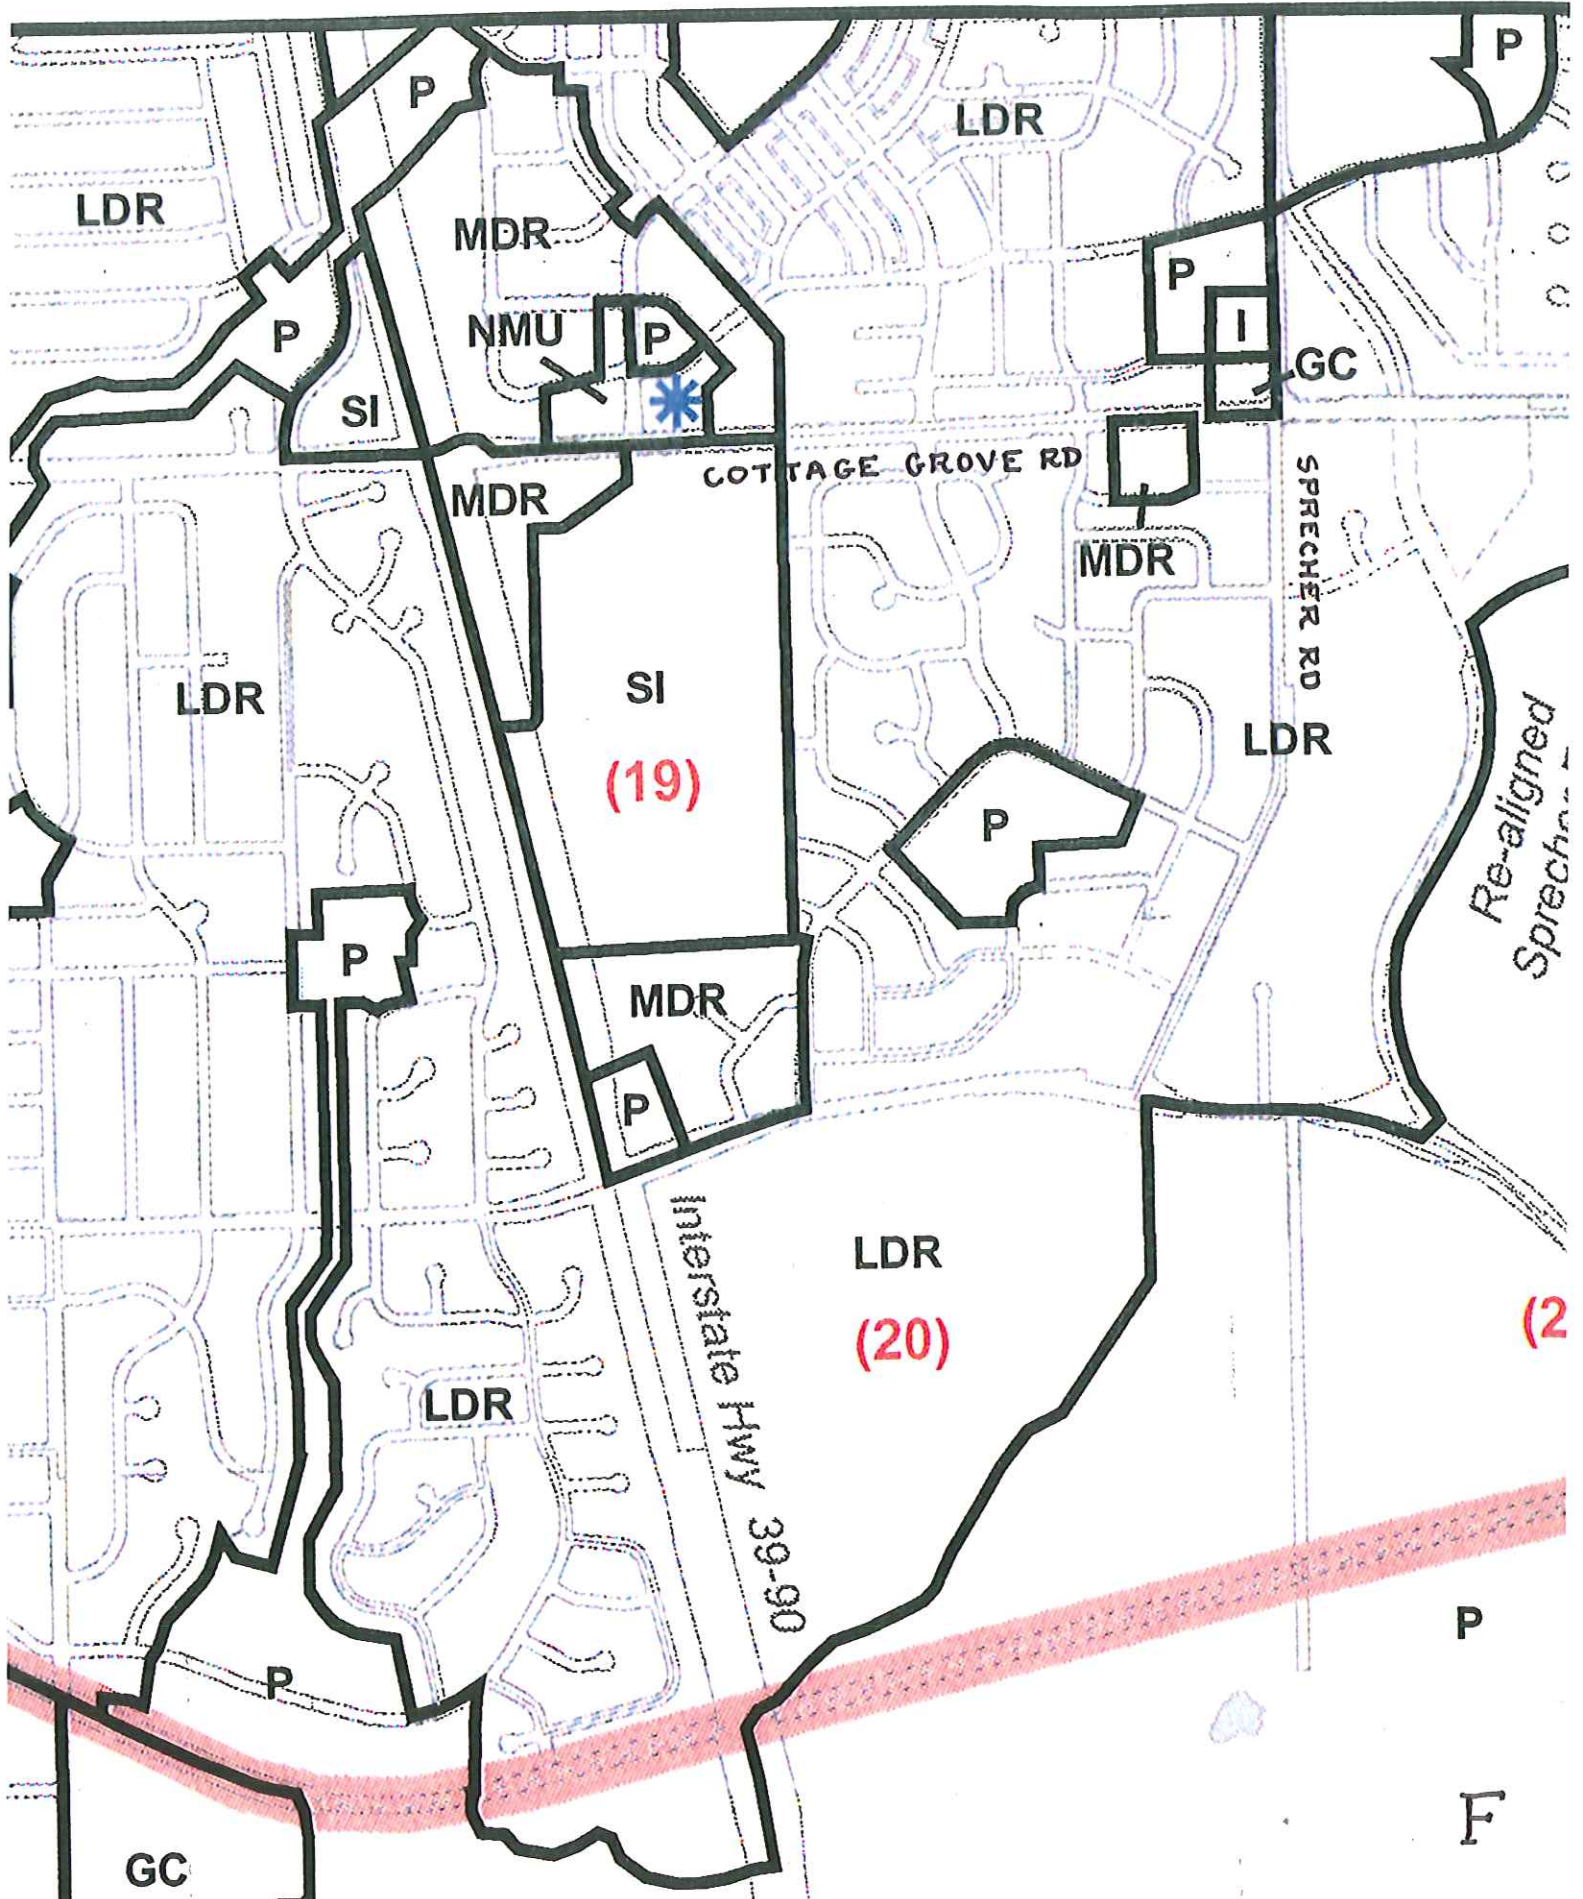 P
P
LDR
LDR
MDR
P
P
NMU
P
I
GC
SI
COTTAGE GROVE RD
MDR
SPRECHER RD
MDR
LDR
SI
LDR
(19)
Re-aligned
P
P
MDR
P
LDR
(20)
Interstate Hwy 39-90
LDR
P
P
F
GC